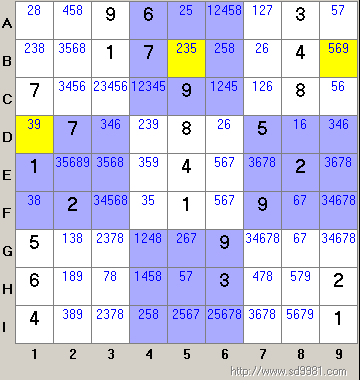 A 28 458 9 6 25 12458 127 3 57
B 238 3568 1 7 235 258 26 4 569
C 7 3456 23456 12345 9 1245 126 8 56
D 39 7 346 239 8 26 5 16 346
E 1 35689 3568 359 4 567 3678 2 3678
F 38 2 34568 35 1 567 9 67 34678
G 5 138 2378 1248 267 9 34678 67 34678
H 6 189 78 1458 57 3 478 579 2
I 4 389 2378 258 2567 25678 3678 5679 1
1 2 3 4 5 6 7 8 9
http://www.sd9981.com